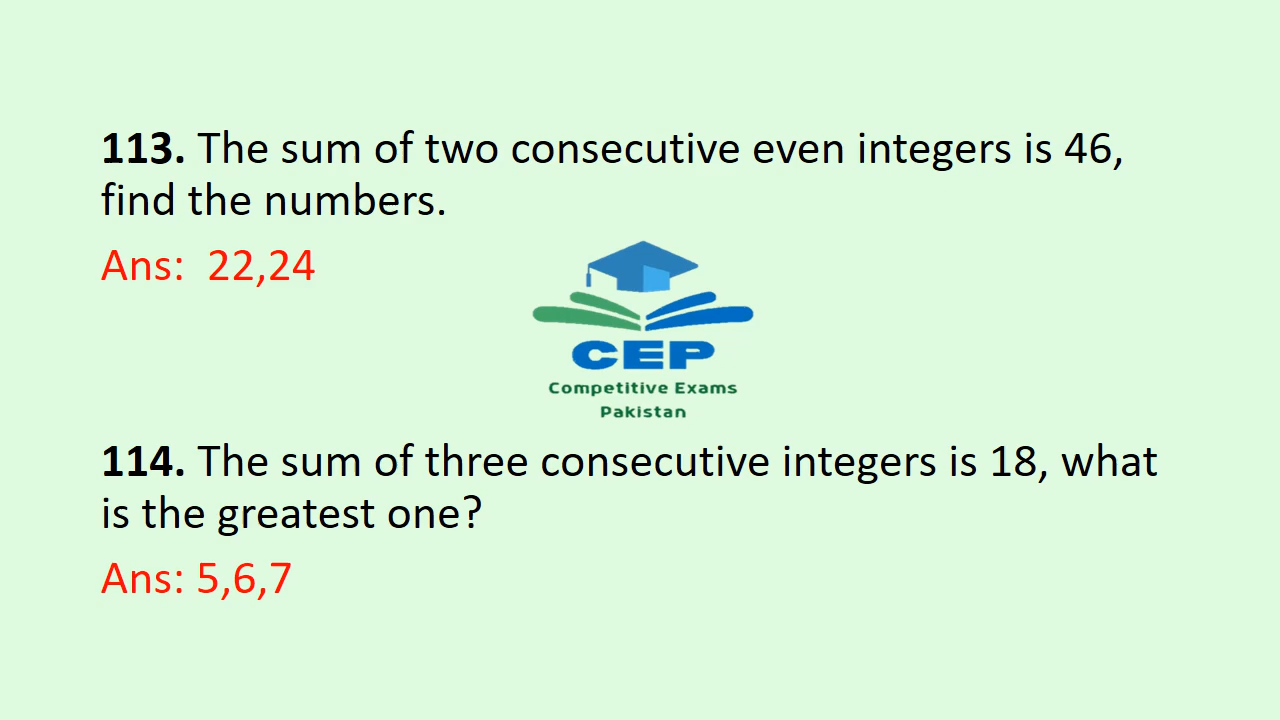 113. The sum of two consecutive even integers is 46,
find the numbers.
Ans:  22,24
CEP
Competitive Exams
Pakistan
114. The sum of three consecutive integers is 18, what
is the greatest one?
Ans: 5,6,7